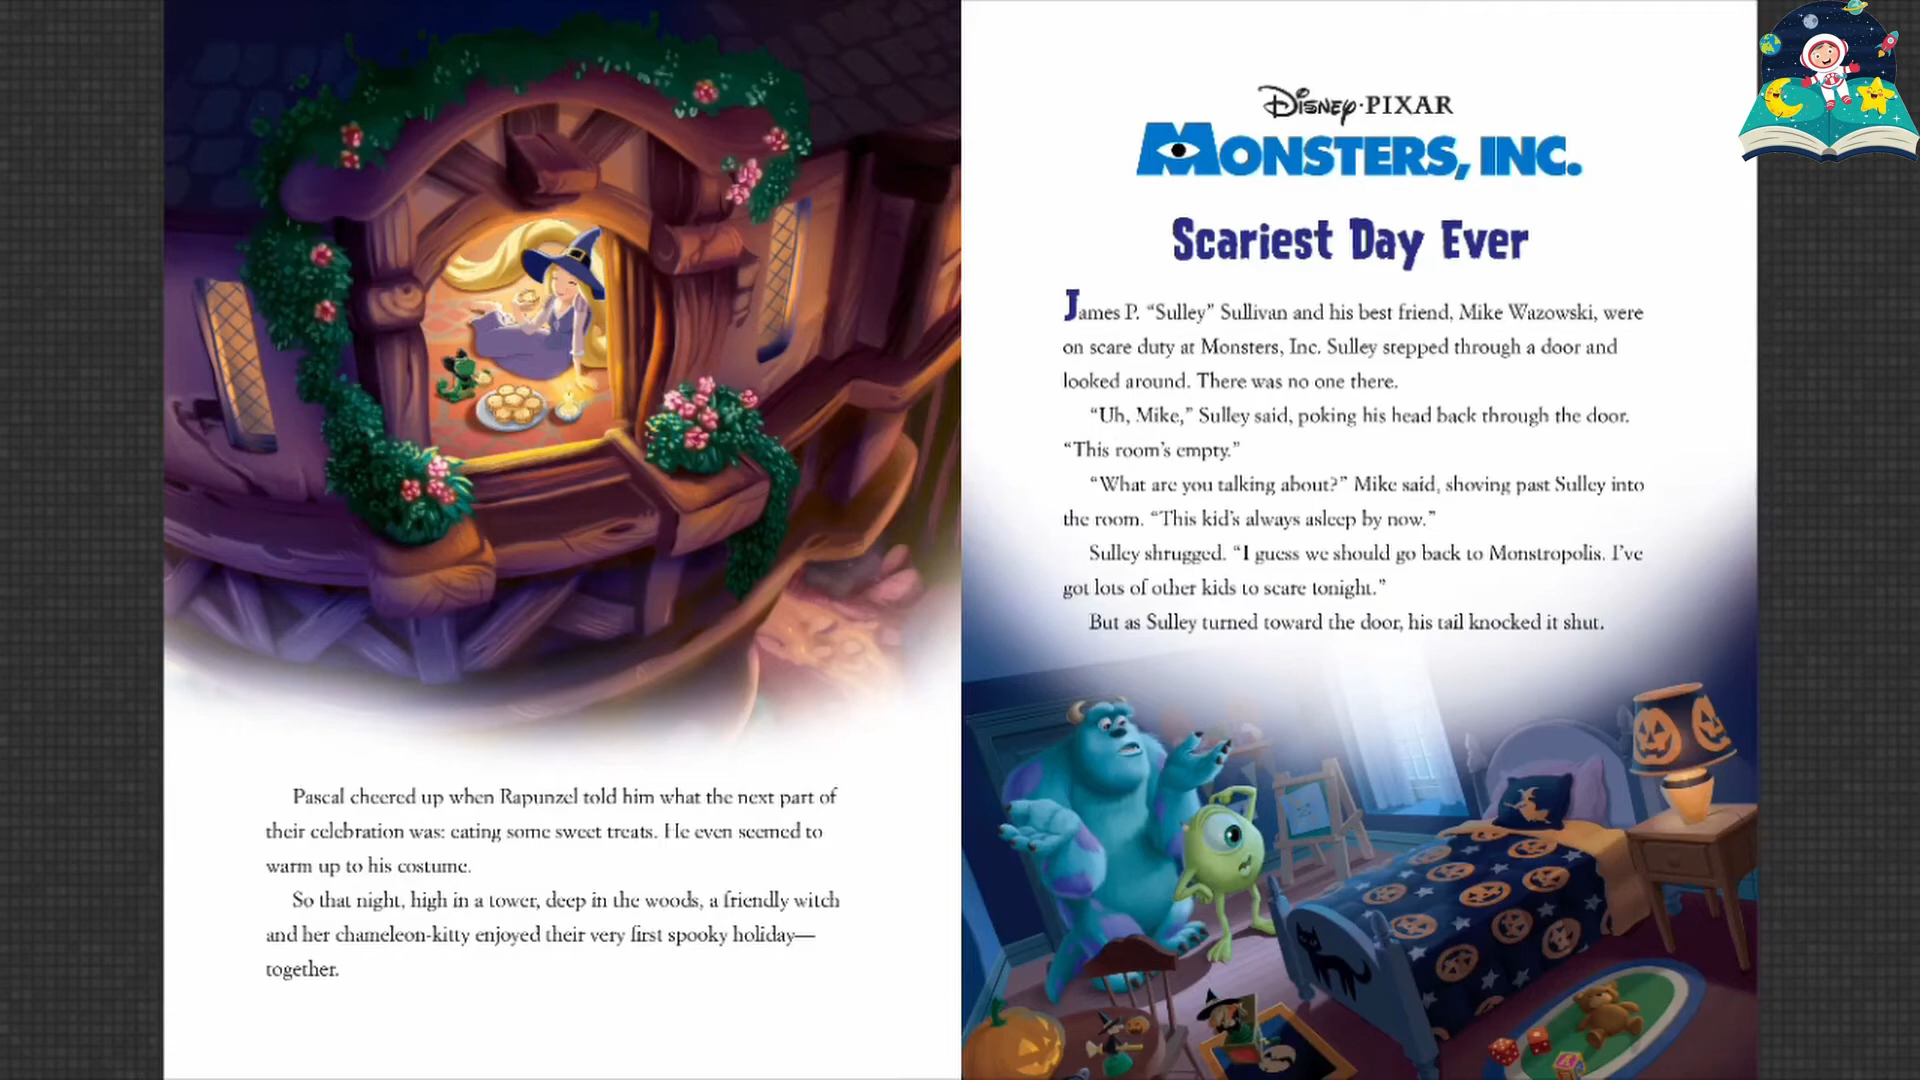 Pascal cheered up when Rapunzel told him what the next part of
their celebration was: eating some sweet treats. He even seemed to
warm up to his costume.
So that night, high in a tower, deep in the woods, a friendly witch
and her chameleon-kitty enjoyed their very first spooky holiday—
together.
Disney·PIXAR
MONSTERS, INC.
Scariest Day Ever
James P. “Sulley” Sullivan and his best friend, Mike Wazowski, were
on scare duty at Monsters, Inc. Sulley stepped through a door and
looked around. There was no one there.
“Uh, Mike,” Sulley said, poking his head back through the door.
“This room’s empty.”
“What are you talking about?” Mike said, shoving past Sulley into
the room. “This kid’s always asleep by now.”
Sulley shrugged. “I guess we should go back to Monstropolis. I’ve
got lots of other kids to scare tonight.”
But as Sulley turned toward the door, his tail knocked it shut.